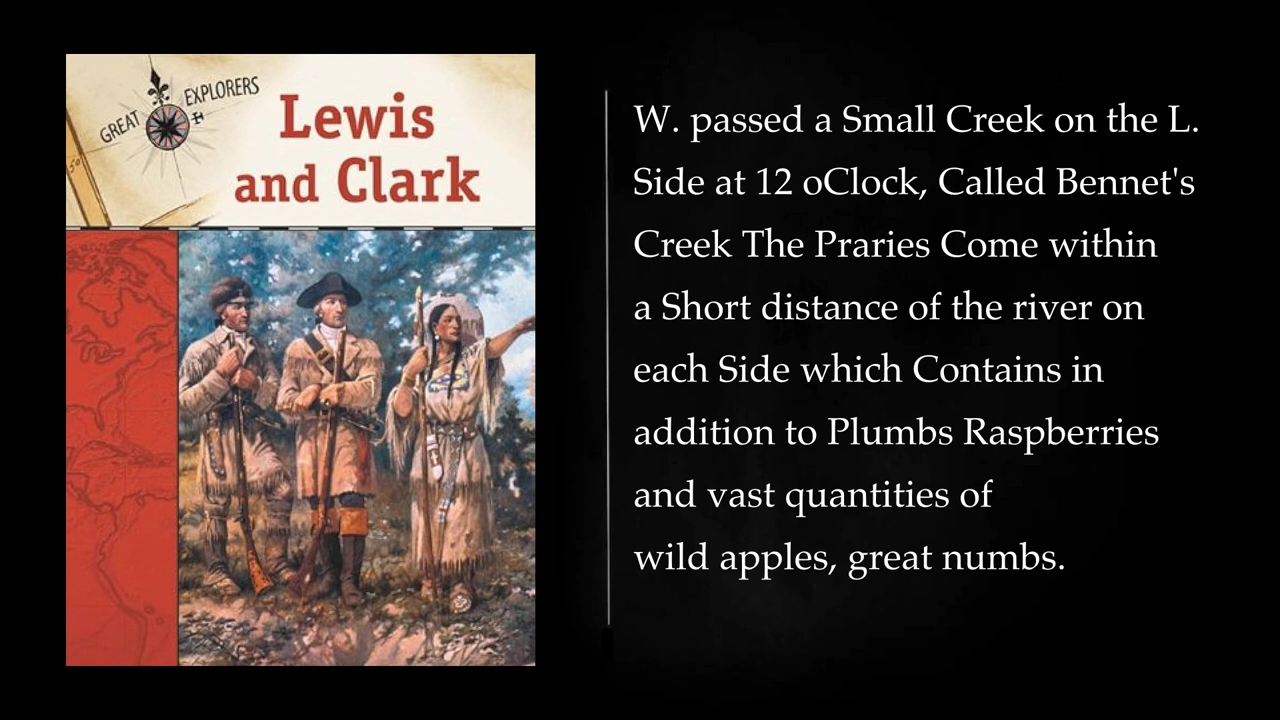 GREAT EXPLORERS
Lewis
and Clark
W. passed a Small Creek on the L.
Side at 12 oClock, Called Bennet's
Creek The Praries Come within
a Short distance of the river on
each Side which Contains in
addition to Plumbs Raspberries
and vast quantities of
wild apples, great numbs.